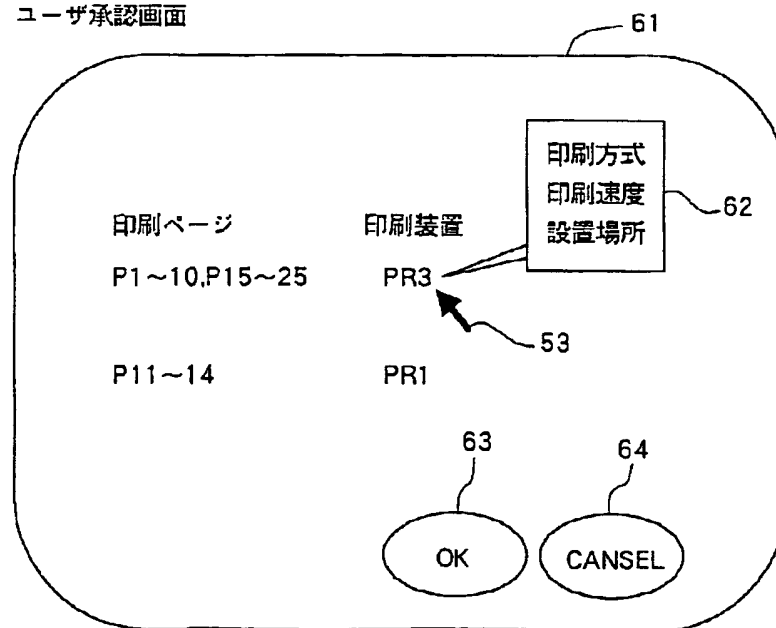 ユーザ承認画面
61
印刷方式
印刷速度
設置場所
62
印刷ページ 印刷装置
P1～10,P15～25 PR3
53
P11～14 PR1
63 64
OK CANSEL